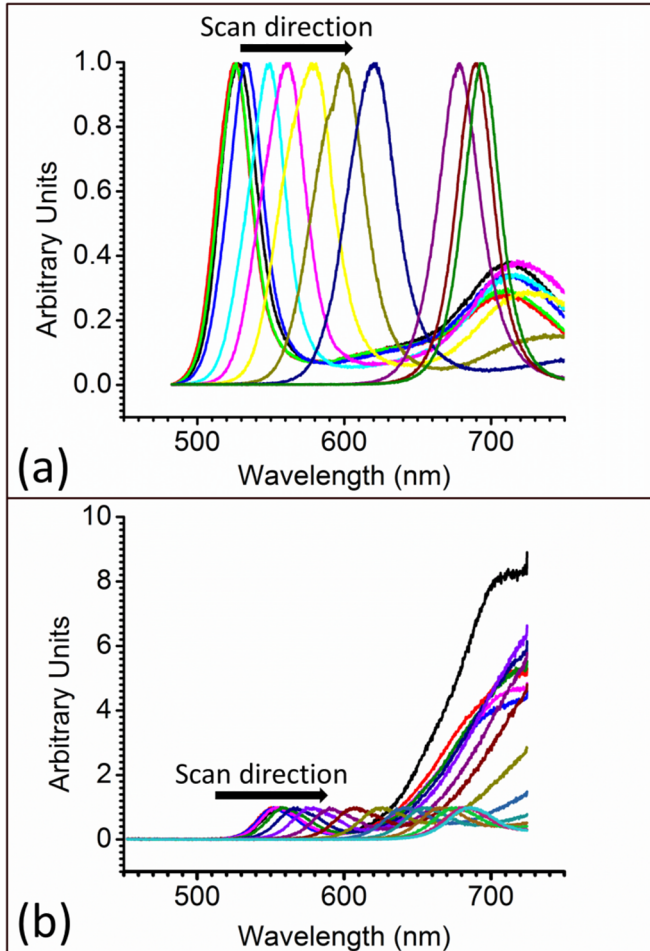 Scan direction
1.0
0.8
0.6
0.4
0.2
0.0
Arbitrary Units
500 600 700
Wavelength (nm)
(a)
10
8
6
4
2
0
Arbitrary Units
Scan direction
500 600 700
Wavelength (nm)
(b)